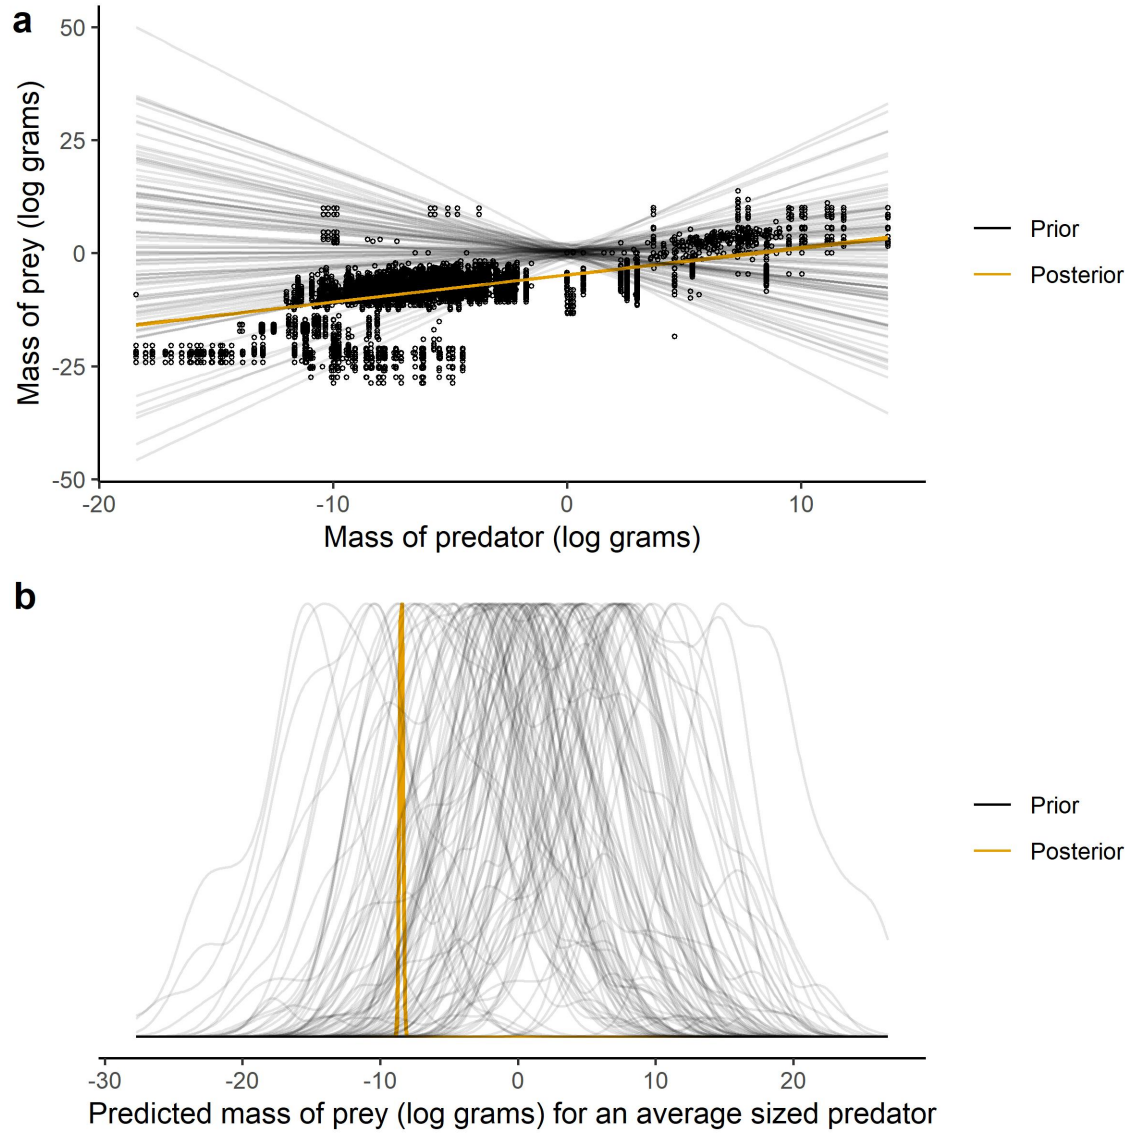 a
50
25
0
-25
-50
Mass of prey (log grams)
-20 -10 0 10
Mass of predator (log grams)
Prior
Posterior
b
Prior
Posterior
-30 -20 -10 0 10 20
Predicted mass of prey (log grams) for an average sized predator